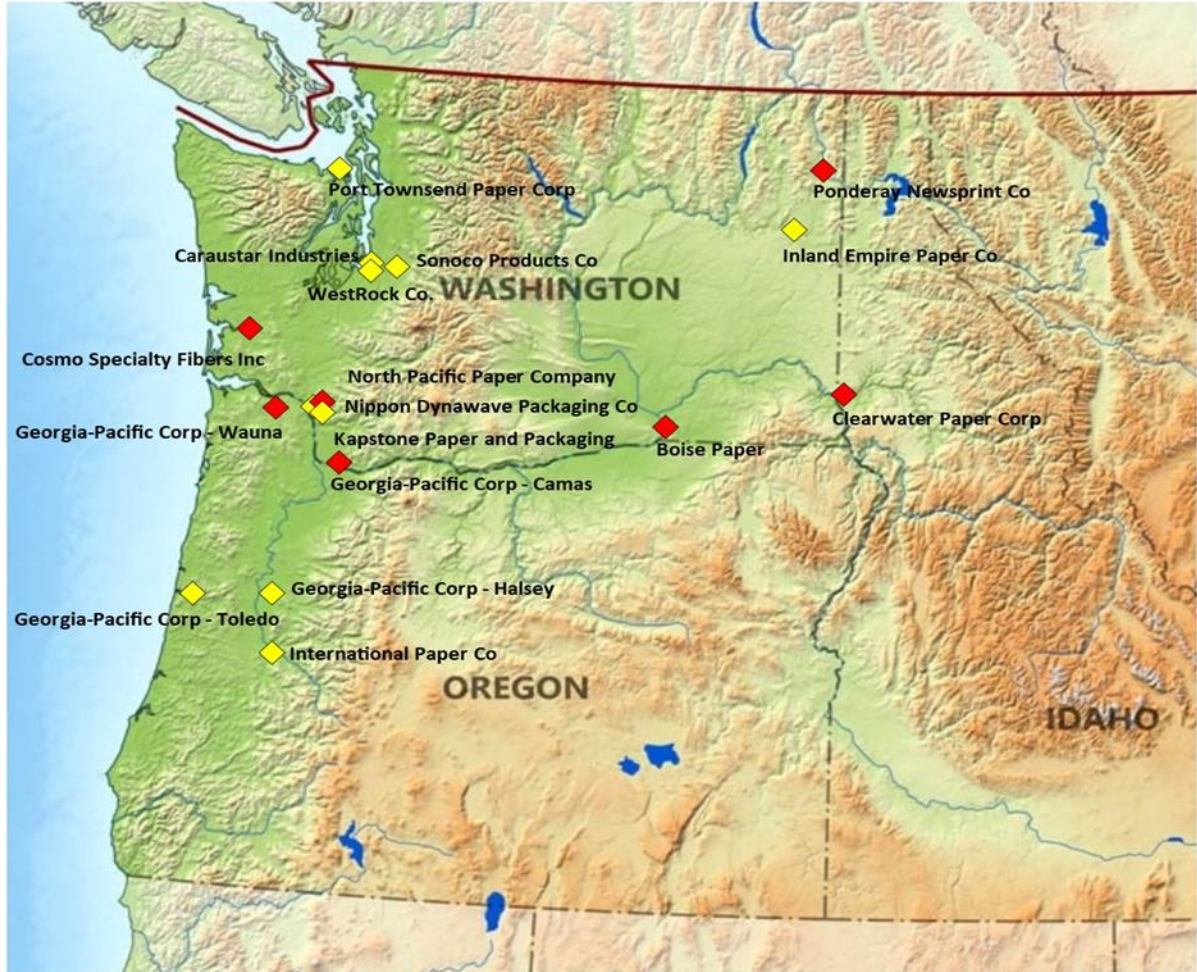 Port Townsend Paper Corp
Ponderay Newsprint Co
Caraustar Industries
Sonoco Products Co
Inland Empire Paper Co
WestRock Co.
WASHINGTON
Cosmo Specialty Fibers Inc
North Pacific Paper Company
Nippon Dynawave Packaging Co
Clearwater Paper Corp
Georgia-Pacific Corp - Wauna
Kapstone Paper and Packaging
Boise Paper
Georgia-Pacific Corp - Camas
Georgia-Pacific Corp - Halsey
Georgia-Pacific Corp - Toledo
International Paper Co
OREGON
IDAHO